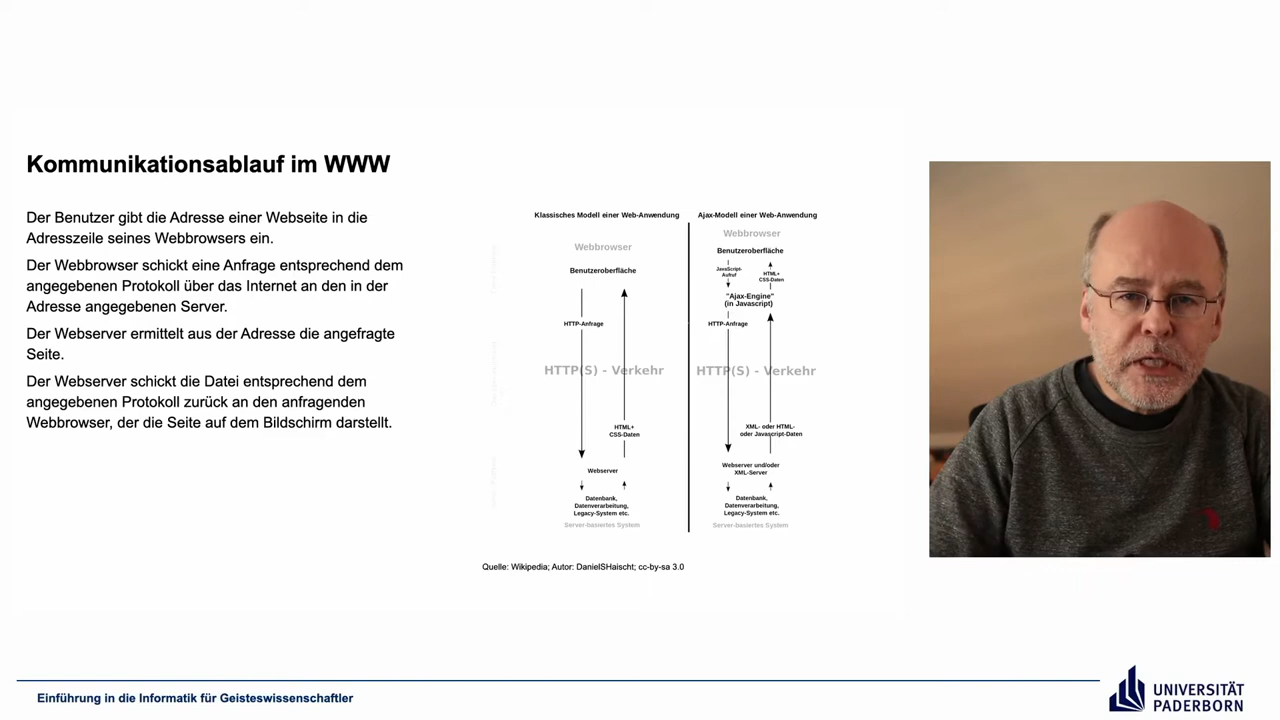 Kommunikationsablauf im WWW
Der Benutzer gibt die Adresse einer Webseite in die
Adresszeile seines Webbrowsers ein.
Der Webbrowser schickt eine Anfrage entsprechend dem
angegebenen Protokoll über das Internet an den in der
Adresse angegebenen Server.
Der Webserver ermittelt aus der Adresse die angefragte
Seite.
Der Webserver schickt die Datei entsprechend dem
angegebenen Protokoll zurück an den anfragenden
Webbrowser, der die Seite auf dem Bildschirm darstellt.
Klassisches Modell einer Web-Anwendung
Webbrowser
Benutzeroberfläche
HTTP-Anfrage
HTTP(S) - Verkehr
HTML+
CSS-Daten
Webserver
Datenbank,
Datenverarbeitung,
Legacy-System etc.
Server-basiertes System
Ajax-Modell einer Web-Anwendung
Webbrowser
Benutzeroberfläche
JavaScript-
Aufruf
HTML+
CSS-Daten
"Ajax-Engine"
(in Javascript)
HTTP-Anfrage
HTTP(S) - Verkehr
XML- oder HTML-
oder Javascript-Daten
Webserver und/oder
XML-Server
Datenbank,
Datenverarbeitung,
Legacy-System etc.
Server-basiertes System
Quelle: Wikipedia; Autor: DanielSHaischt; cc-by-sa 3.0
Einführung in die Informatik für Geisteswissenschaftler
UNIVERSITÄT
PADERBORN